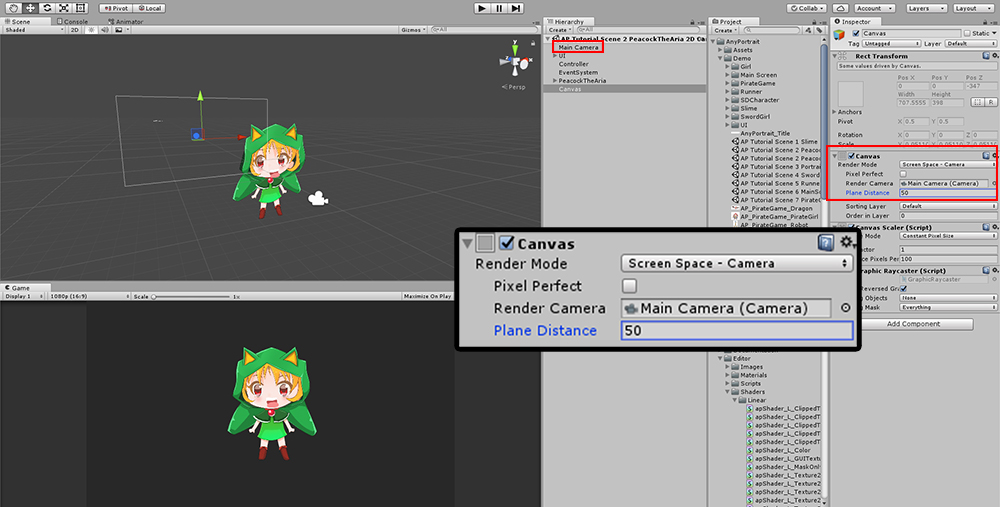 Pivot
Local
Collab
Account
Layers
Layout
Scene
Console
Animator
Shaded
2D
Gizmos
All
Persp
Game
Display 1
1080p (16:9)
Scale
1x
Maximize On Play
Hierarchy
Create
All
AP Tutorial Scene 2 PeacockTheAria 2D Ca
Main Camera
UI
Controller
EventSystem
PeacockTheAria
Canvas
Project
Create
AnyPortrait
Assets
Demo
Girl
Main Screen
PirateGame
Runner
SDCharacter
Slime
SwordGirl
UI
AnyPortrait_Title
AP Tutorial Scene 1 Slime
AP Tutorial Scene 2 Peacoc
AP Tutorial Scene 2 Peacoc
AP Tutorial Scene 3 Portrait
AP Tutorial Scene 4 Sword
AP Tutorial Scene 5 Runne
AP Tutorial Scene 6 MainSc
AP Tutorial Scene 7 Pirate
AP_PirateGame_Dragon
AP_PirateGame_PirateGirl
AP_PirateGame_Robot
Editor
Images
Materials
Scripts
Shaders
Linear
apShader_L_ClippedT
apShader_L_ClippedT
apShader_L_ClippedT
apShader_L_ClippedT
apShader_L_Color
apShader_L_GUITextu
apShader_L_MaskOnl
apShader_L_Texture2
apShader_L_Texture2
apShader_L_Texture2
apShader_L_Texture2
Inspector
Canvas
Static
Tag Untagged
Layer Default
Rect Transform
Some values driven by Canvas.
Pos X Pos Y Pos Z
0 0 -347
Width Height
707.5555 398
R
Anchors
Pivot X 0.5 Y 0.5
Rotation X 0 Y 0 Z 0
Scale
Canvas
Render Mode Screen Space - Camera
Pixel Perfect
Render Camera Main Camera (Camera)
Plane Distance 50
Sorting Layer Default
Order in Layer 0
Canvas Scaler (Script)
Mode Constant Pixel Size
actor 1
ce Pixels Per 100
Graphic Raycaster (Script)
GraphicRaycaster
Reversed Gra
ng Objects None
ng Mask Everything
Add Component
Canvas
Render Mode Screen Space - Camera
Pixel Perfect
Render Camera Main Camera (Camera)
Plane Distance 50